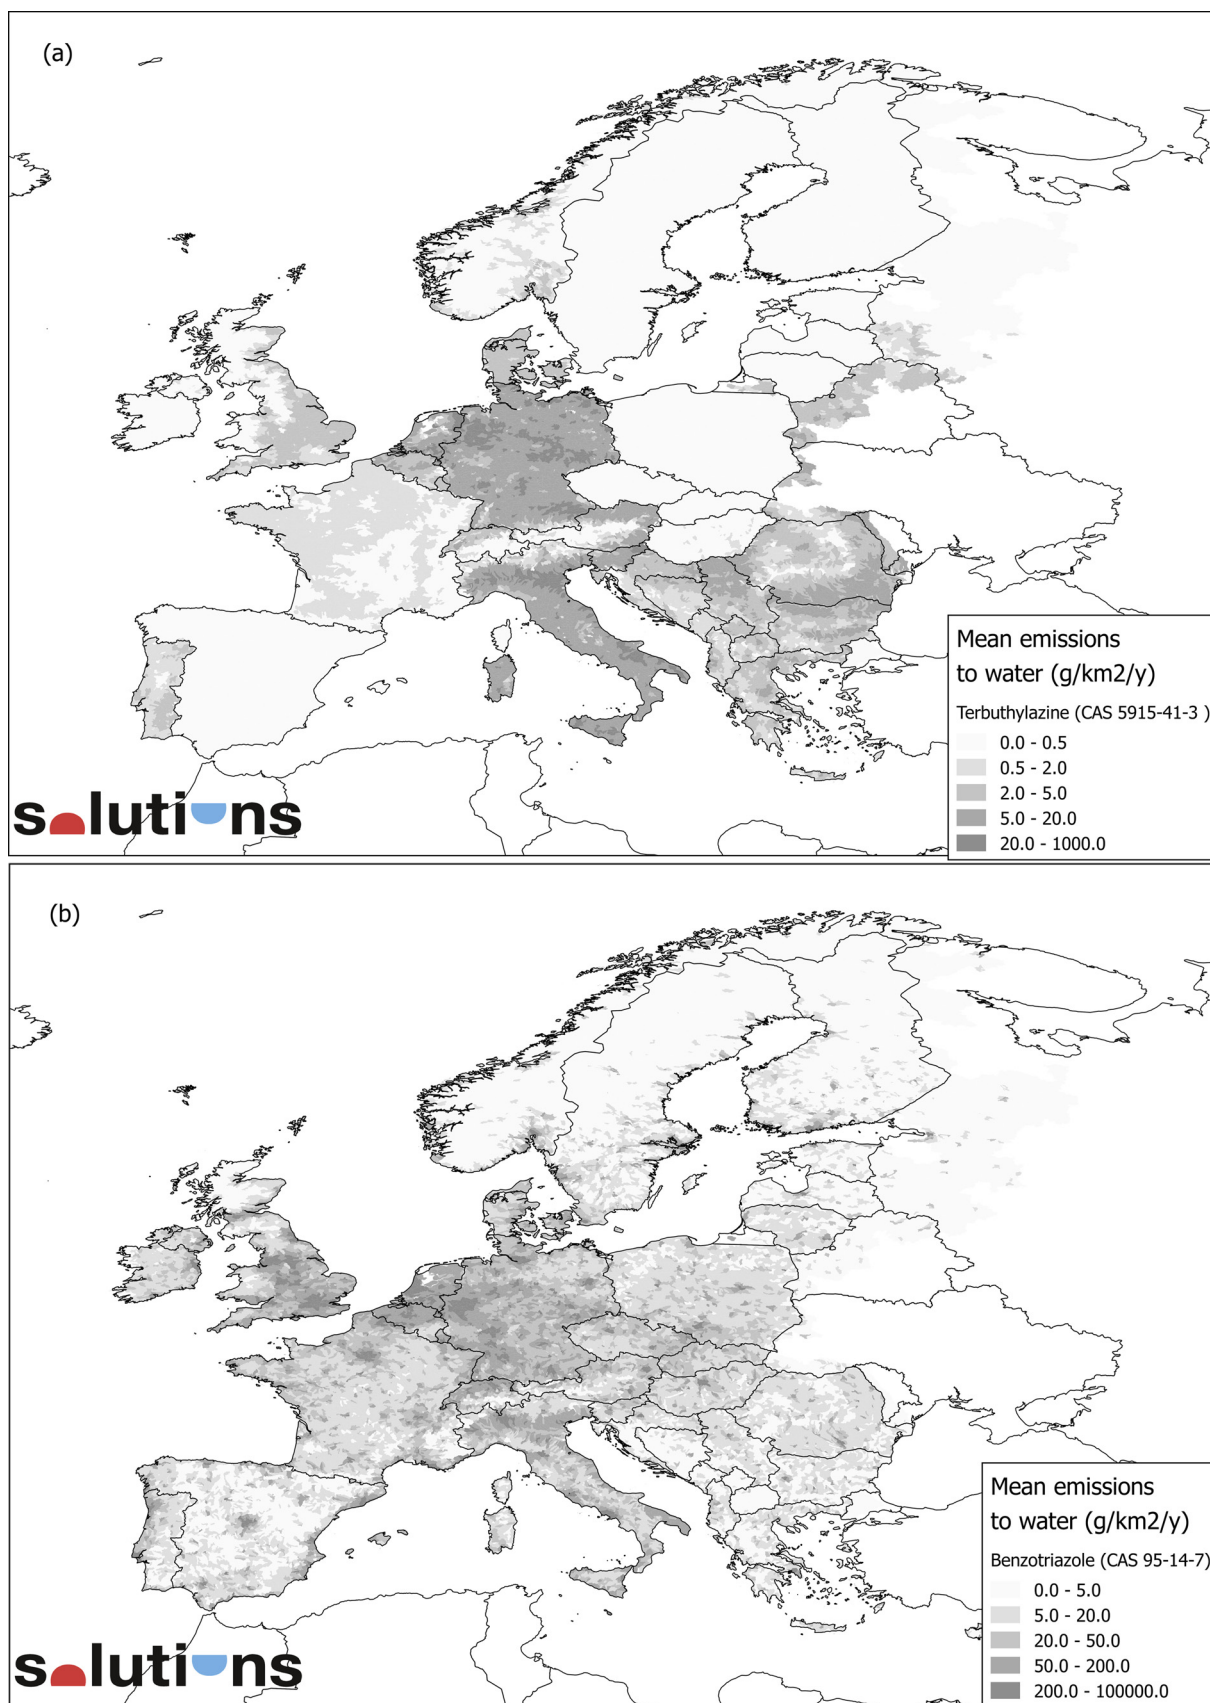 (a)
Mean emissions
to water (g/km2/y)
Terbuthylazine (CAS 5915-41-3 )
0.0 - 0.5
0.5 - 2.0
2.0 - 5.0
5.0 - 20.0
20.0 - 1000.0
solutions
(b)
Mean emissions
to water (g/km2/y)
Benzotriazole (CAS 95-14-7)
0.0 - 5.0
5.0 - 20.0
20.0 - 50.0
50.0 - 200.0
200.0 - 100000.0
solutions